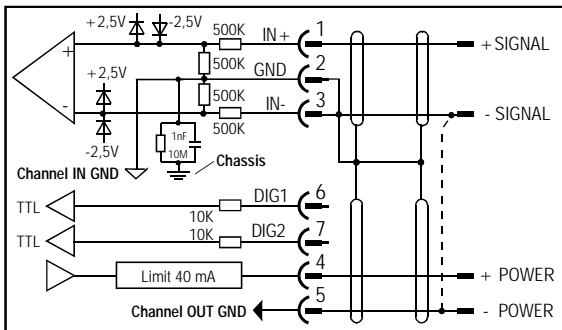 +2,5V -2,5V
500K IN+ 1 + SIGNAL
+
500K
GND 2
+2,5V
500K
- IN- 3 - SIGNAL
500K
-2,5V
1nF
10M
Chassis
Channel IN GND
DIG1 6
TTL
10K
10K DIG2 7
TTL
Limit 40 mA 4 + POWER
Channel OUT GND 5 - POWER